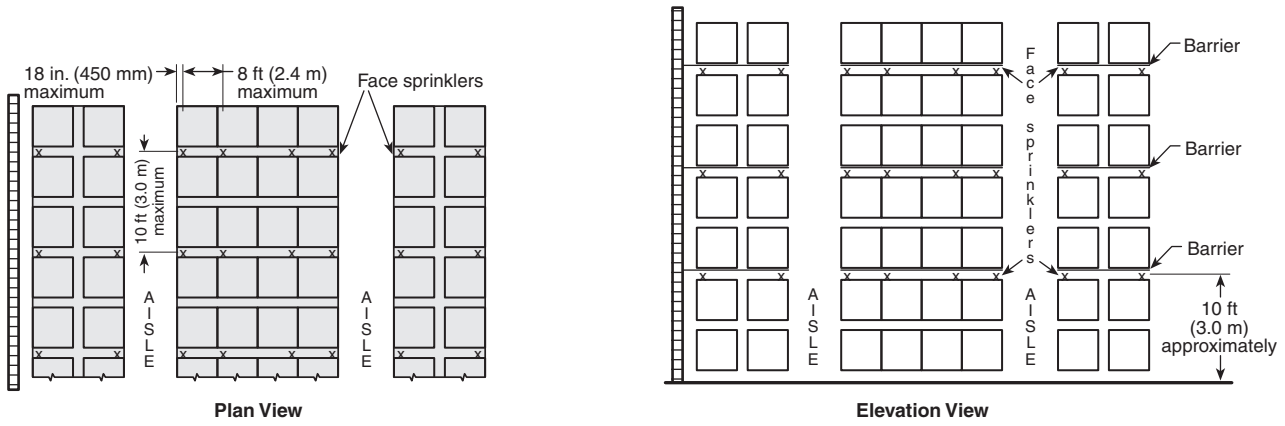 18 in. (450 mm)
maximum
8 ft (2.4 m)
maximum
Face sprinklers
x x x x x x x x
10 ft (3.0 m)
maximum
x x x x x x x x
AISLE
AISLE
x x x x x x x x
Plan View
Face sprinklers
Barrier
x x x x x x x x
Barrier
x x x x x x x x
Barrier
x x x x x x x x
AISLE
AISLE
10 ft
(3.0 m)
approximately
Elevation View